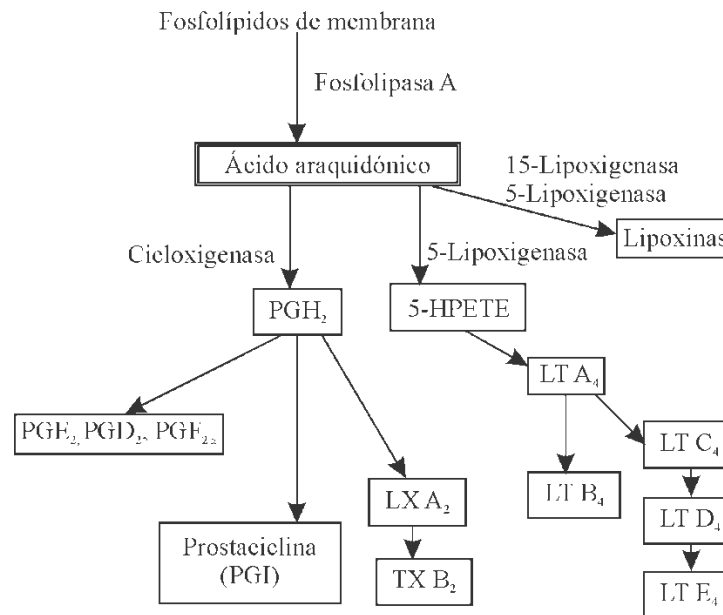 Fosfolípidos de membrana
Fosfolipasa A
Ácido araquidónico
15-Lipoxigenasa
5-Lipoxigenasa
Lipoxinas
Cicloxigenasa
5-Lipoxigenasa
PGH₂
5-HPETE
LT A₄
PGE₂, PGD₂, PGF₂α
LT C₄
LX A₂
LT B₄
LT D₄
Prostaciclina
(PGI)
TX B₂
LT E₄